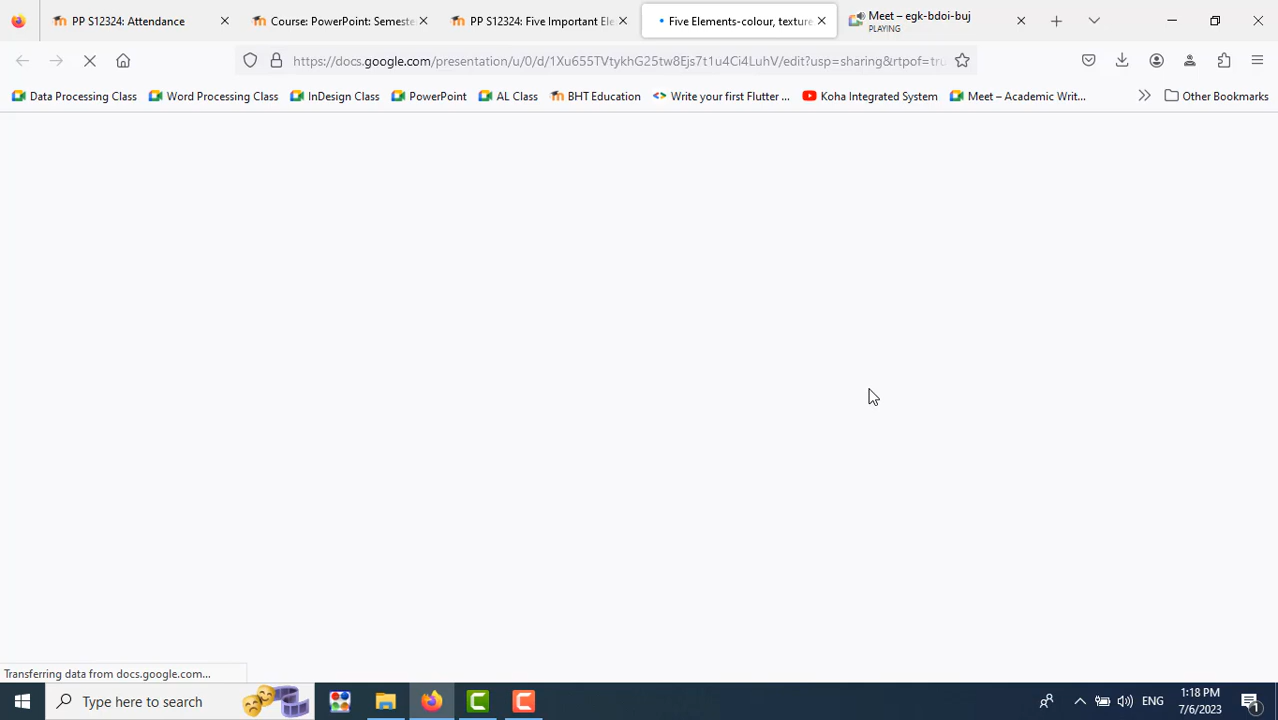 PP S12324: Attendance
Course: PowerPoint: Semeste
PP S12324: Five Important Ele
Five Elements-colour, texture
Meet – egk-bdoi-buj
PLAYING
https://docs.google.com/presentation/u/0/d/1Xu655TVtykhG25tw8Ejs7t1u4Ci4LuhV/edit?usp=sharing&rtpof=tru
Data Processing Class
Word Processing Class
InDesign Class
PowerPoint
AL Class
BHT Education
Write your first Flutter ...
Koha Integrated System
Meet – Academic Writ...
Other Bookmarks
Transferring data from docs.google.com...
Type here to search
ENG
1:18 PM
7/6/2023
1